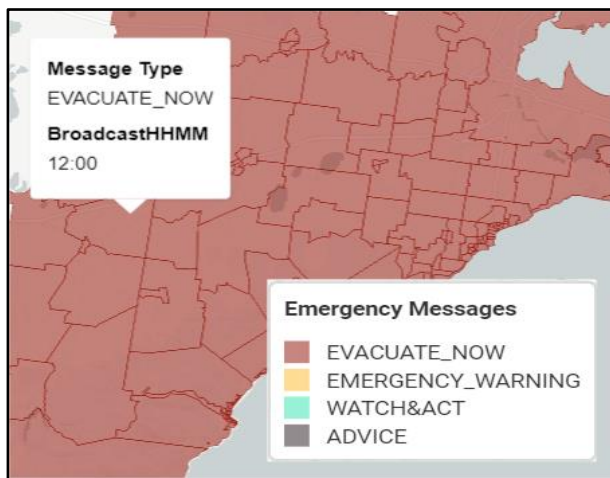 Message Type
EVACUATE_NOW
BroadcastHHMM
12:00
Emergency Messages
EVACUATE_NOW
EMERGENCY_WARNING
WATCH&ACT
ADVICE